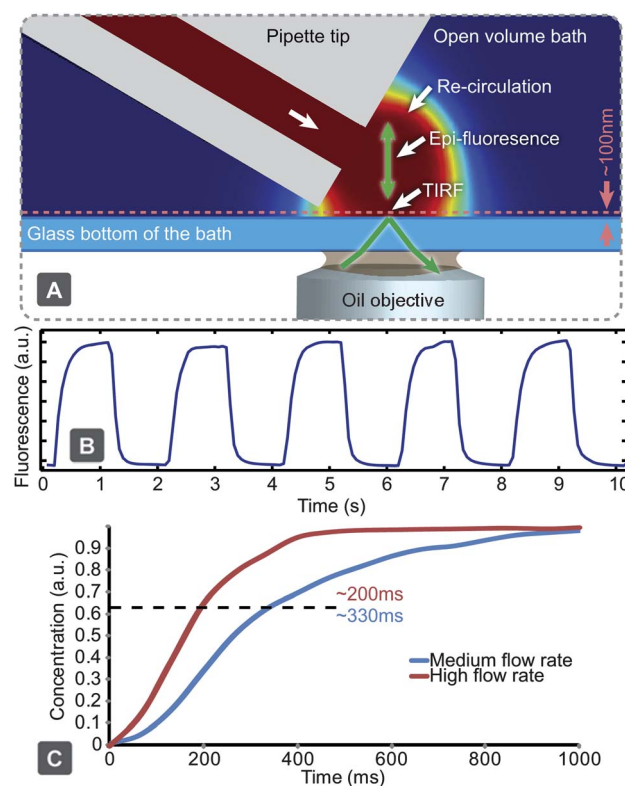 Pipette tip
Open volume bath
Re-circulation
Epi-fluoresence
TIRF
~100nm
Glass bottom of the bath
A
Oil objective
Fluorescence (a.u.)
B
0 1 2 3 4 5 6 7 8 9 10
Time (s)
Concentration (a.u.)
0.9
0.8
0.7
0.6
0.5
0.4
0.3
0.2
0.1
0
~200ms
~330ms
Medium flow rate
High flow rate
C
0 200 400 600 800 1000
Time (ms)